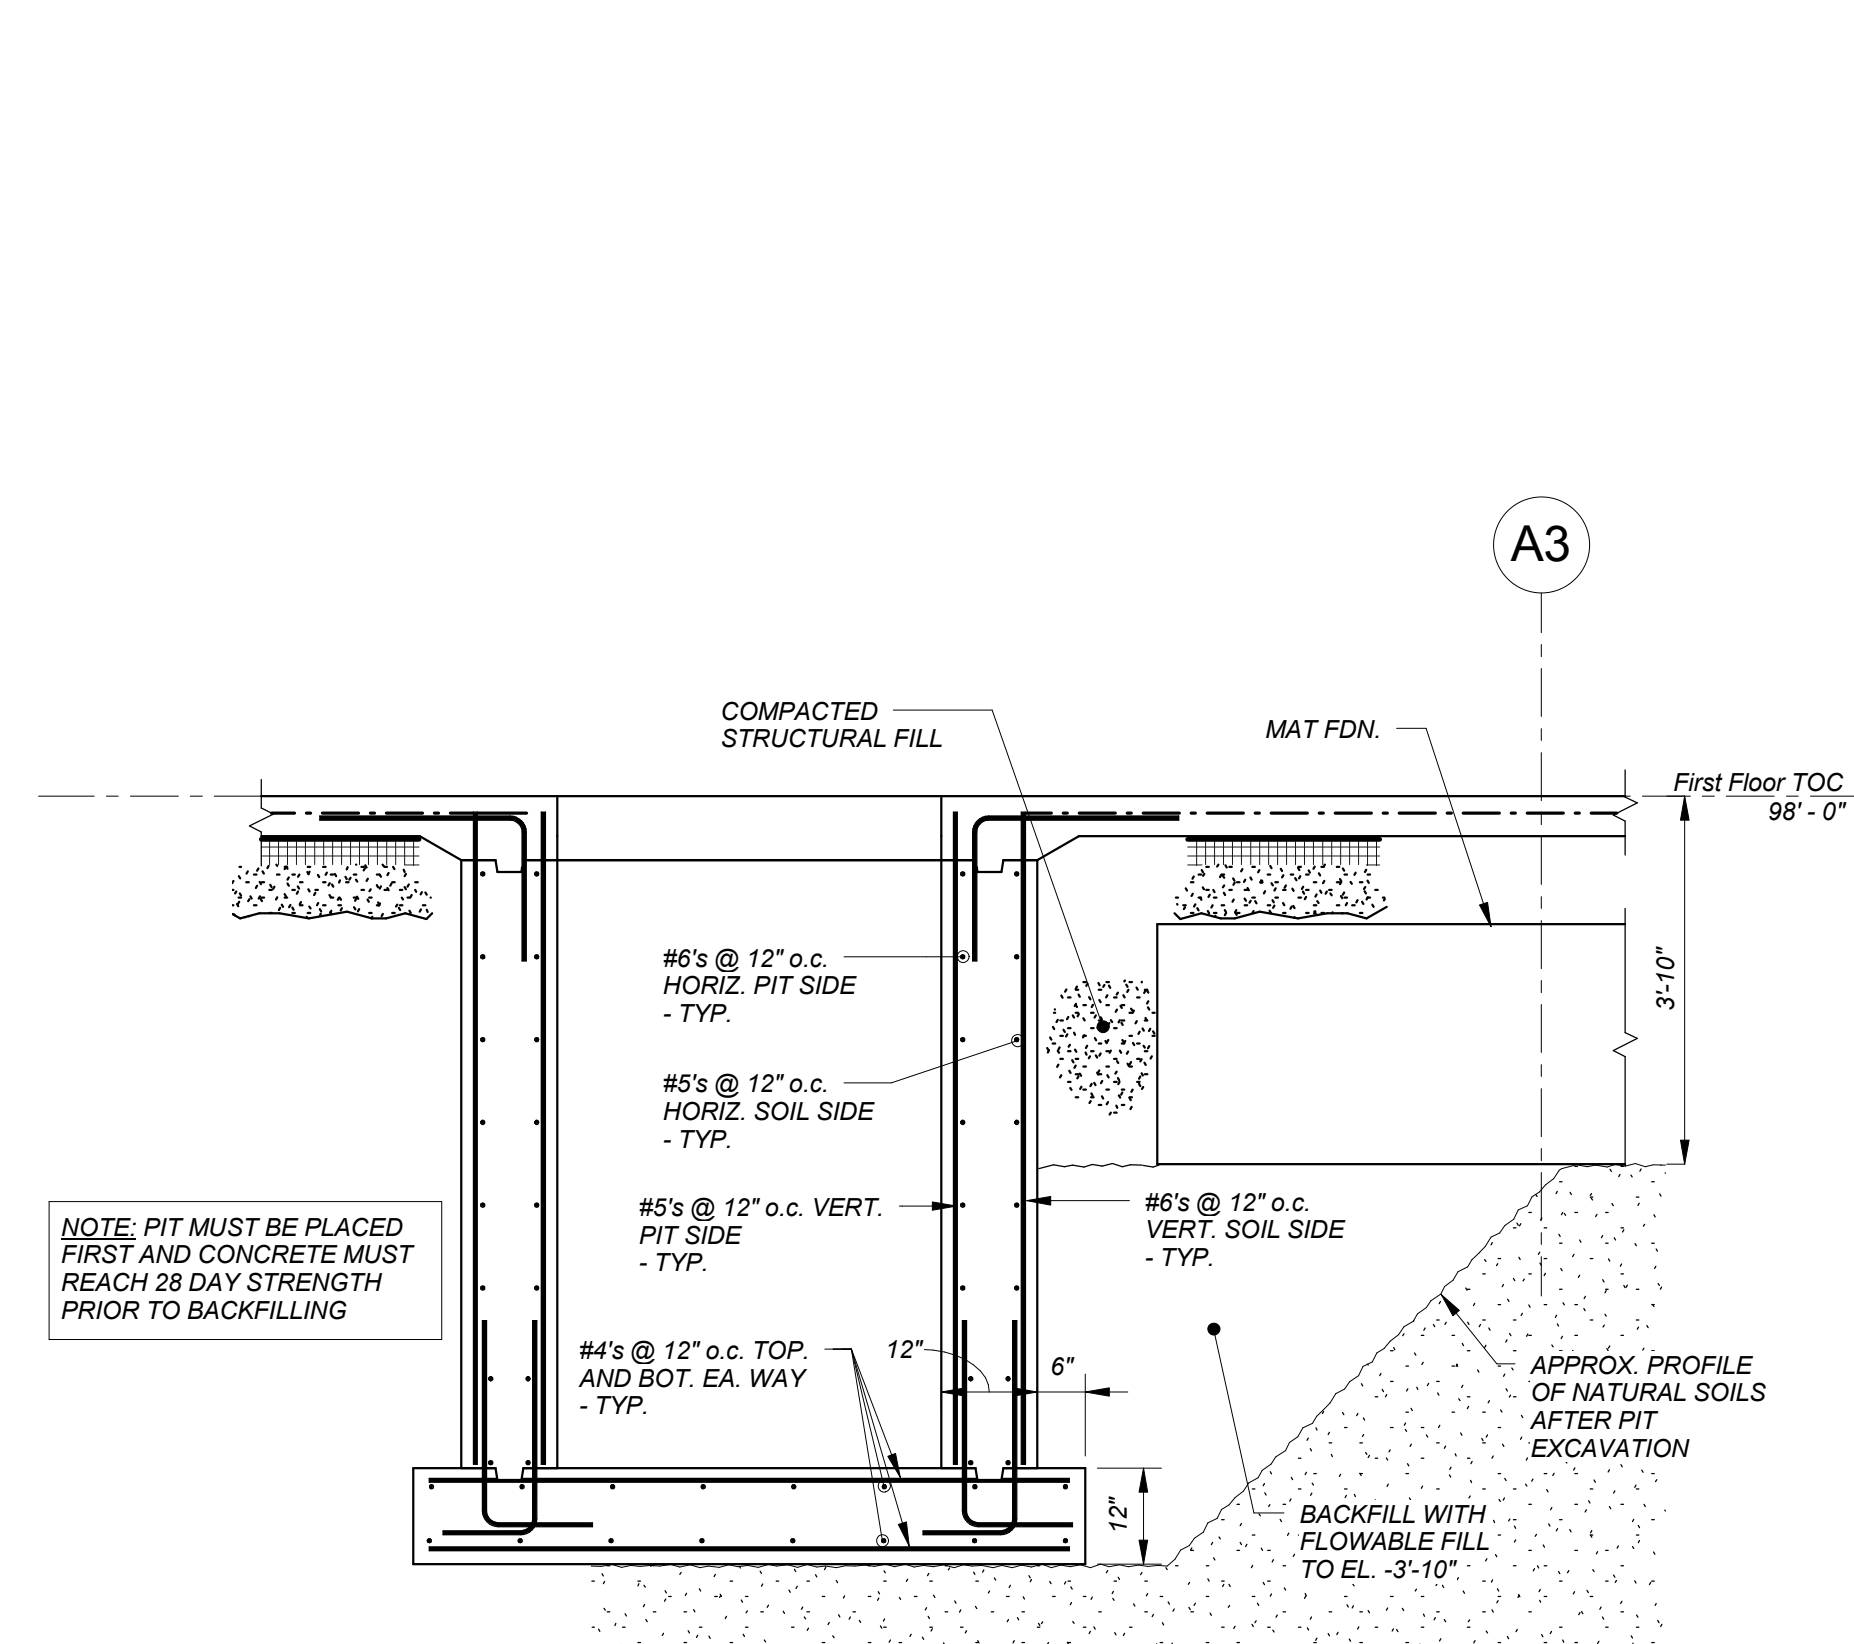 A3
COMPACTED
STRUCTURAL FILL
MAT FDN.
First Floor TOC
98' - 0"
3'-10"
#6's @ 12" o.c.
HORIZ. PIT SIDE
- TYP.
#5's @ 12" o.c.
HORIZ. SOIL SIDE
- TYP.
#5's @ 12" o.c. VERT.
PIT SIDE
- TYP.
#6's @ 12" o.c.
VERT. SOIL SIDE
- TYP.
NOTE: PIT MUST BE PLACED
FIRST AND CONCRETE MUST
REACH 28 DAY STRENGTH
PRIOR TO BACKFILLING
#4's @ 12" o.c. TOP.
AND BOT. EA. WAY
- TYP.
12"
6"
APPROX. PROFILE
OF NATURAL SOILS
AFTER PIT
EXCAVATION
12"
BACKFILL WITH
FLOWABLE FILL
TO EL. -3'-10"